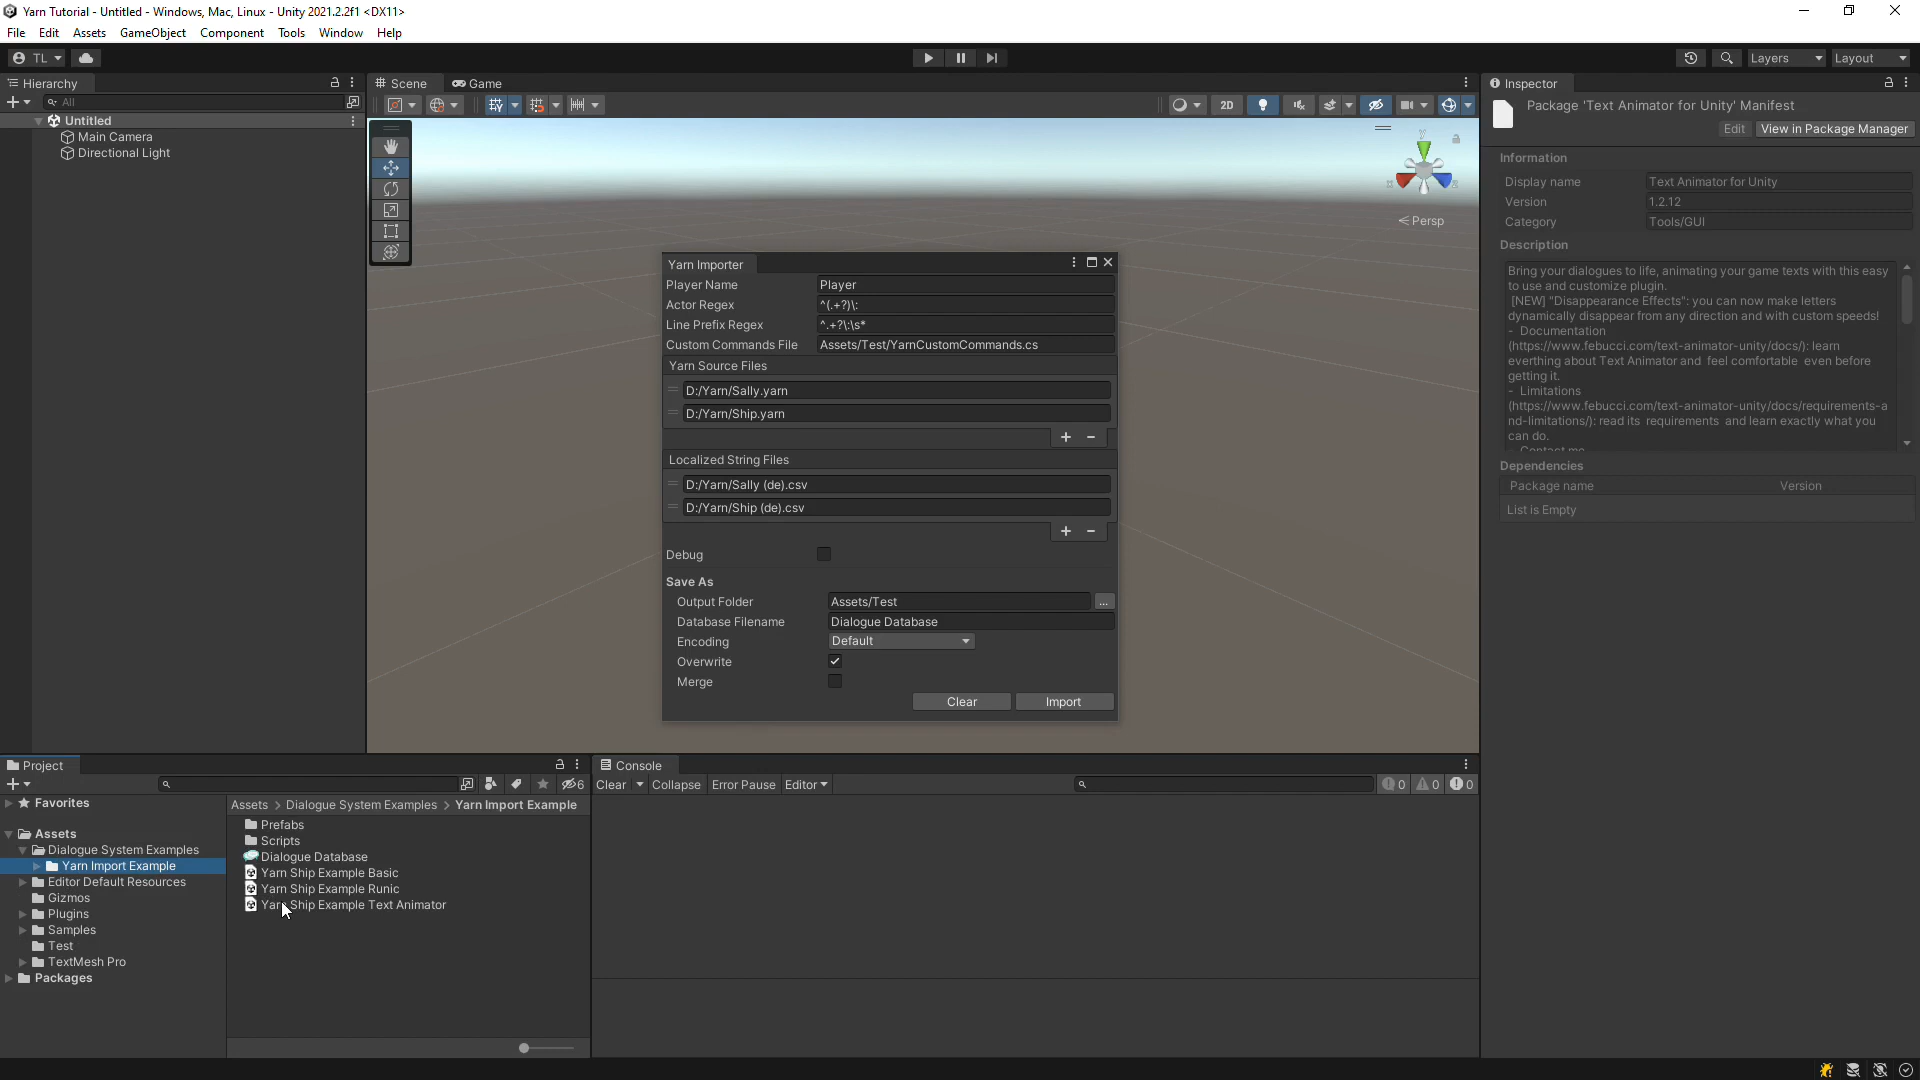 Yarn Tutorial - Untitled - Windows, Mac, Linux - Unity 2021.2.2f1 <DX11>
File Edit Assets GameObject Component Tools Window Help
TL
Layers Layout
Hierarchy
All
Untitled
Main Camera
Directional Light
Scene Game
2D
y
x z
Persp
Yarn Importer
Player Name Player
Actor Regex ^(.+?)\:
Line Prefix Regex ^.+?\:\s*
Custom Commands File Assets/Test/YarnCustomCommands.cs
Yarn Source Files
D:/Yarn/Sally.yarn
D:/Yarn/Ship.yarn
+ -
Localized String Files
D:/Yarn/Sally (de).csv
D:/Yarn/Ship (de).csv
+ -
Debug
Save As
Output Folder Assets/Test ...
Database Filename Dialogue Database
Encoding Default
Overwrite
Merge
Clear Import
Inspector
Package 'Text Animator for Unity' Manifest
Edit View in Package Manager
Information
Display name Text Animator for Unity
Version 1.2.12
Category Tools/GUI
Description
Bring your dialogues to life, animating your game texts with this easy
to use and customize plugin.
[NEW] "Disappearance Effects": you can now make letters
dynamically disappear from any direction and with custom speeds!
- Documentation
(https://www.febucci.com/text-animator-unity/docs/): learn
everthing about Text Animator and feel comfortable even before
getting it.
- Limitations
(https://www.febucci.com/text-animator-unity/docs/requirements-a
nd-limitations/): read its requirements and learn exactly what you
can do.
- Contact me
Dependencies
Package name Version
List is Empty
Project
6
Favorites
Assets
Dialogue System Examples
Yarn Import Example
Editor Default Resources
Gizmos
Plugins
Samples
Test
TextMesh Pro
Packages
Assets > Dialogue System Examples > Yarn Import Example
Prefabs
Scripts
Dialogue Database
Yarn Ship Example Basic
Yarn Ship Example Runic
Yarn Ship Example Text Animator
Console
Clear Collapse Error Pause Editor
0 0 0